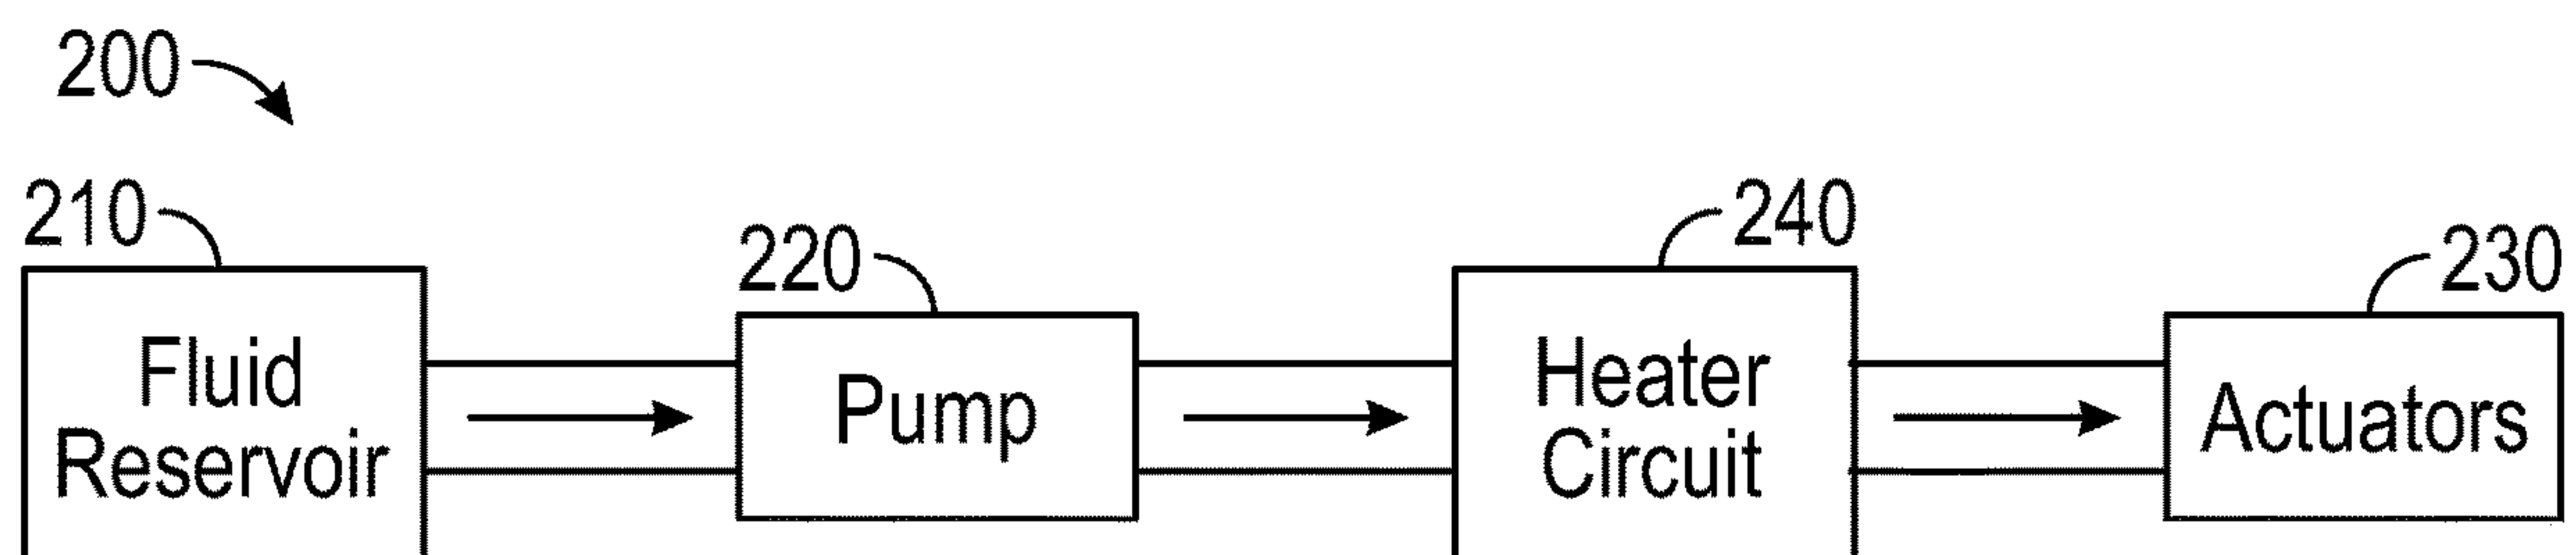 200
210
220
240
230
Fluid
Reservoir
Pump
Heater
Circuit
Actuators